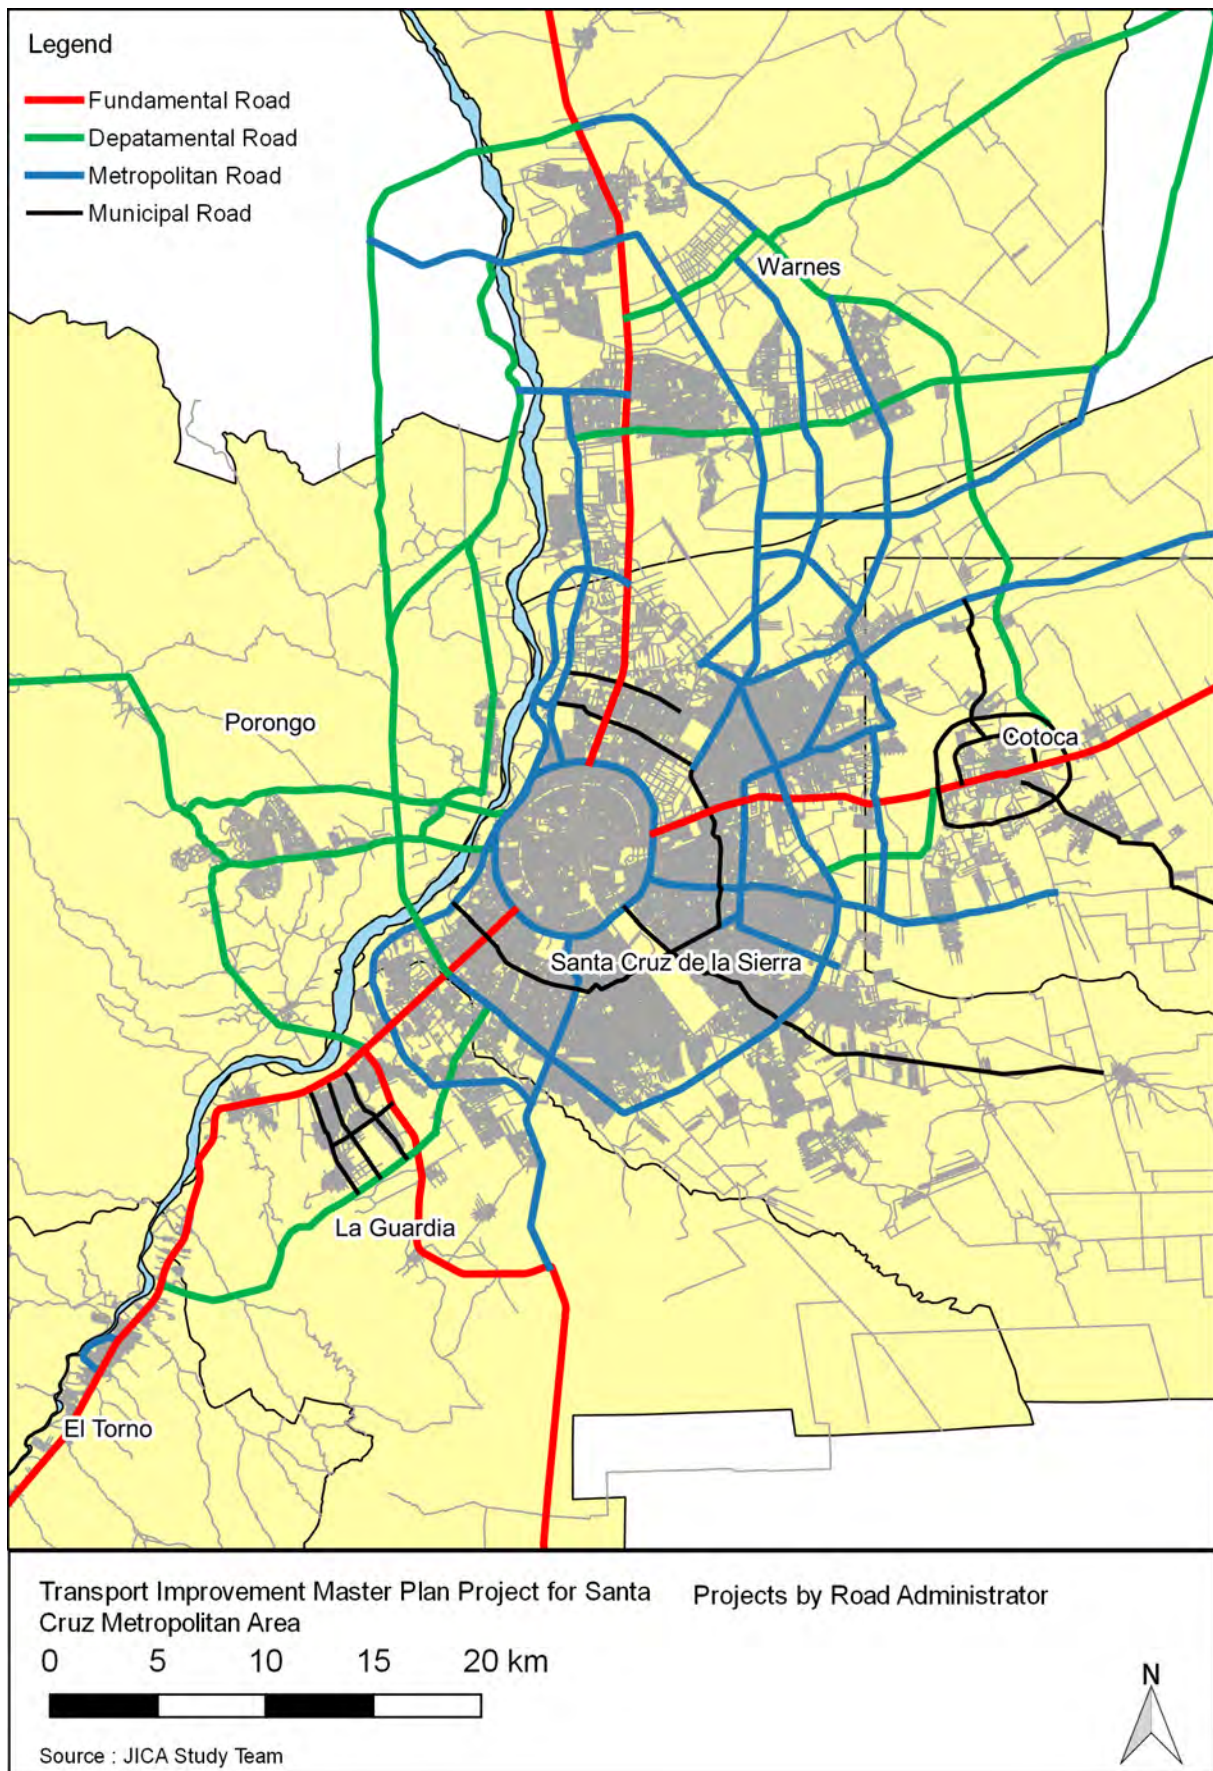 Legend
Fundamental Road
Depatamental Road
Metropolitan Road
Municipal Road
Warnes
Porongo
Cotoca
Santa Cruz de la Sierra
La Guardia
El Torno
Transport Improvement Master Plan Project for Santa
Cruz Metropolitan Area
Projects by Road Administrator
0 5 10 15 20 km
N
Source : JICA Study Team